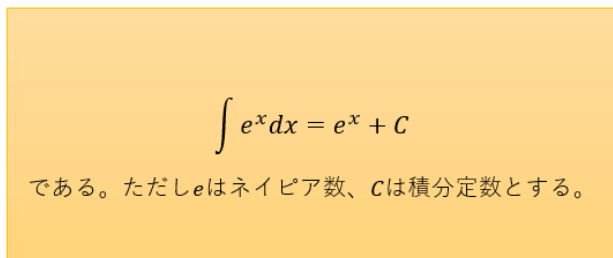 ∫ eˣdx = eˣ + C
である。ただしeはネイピア数、Cは積分定数とする。